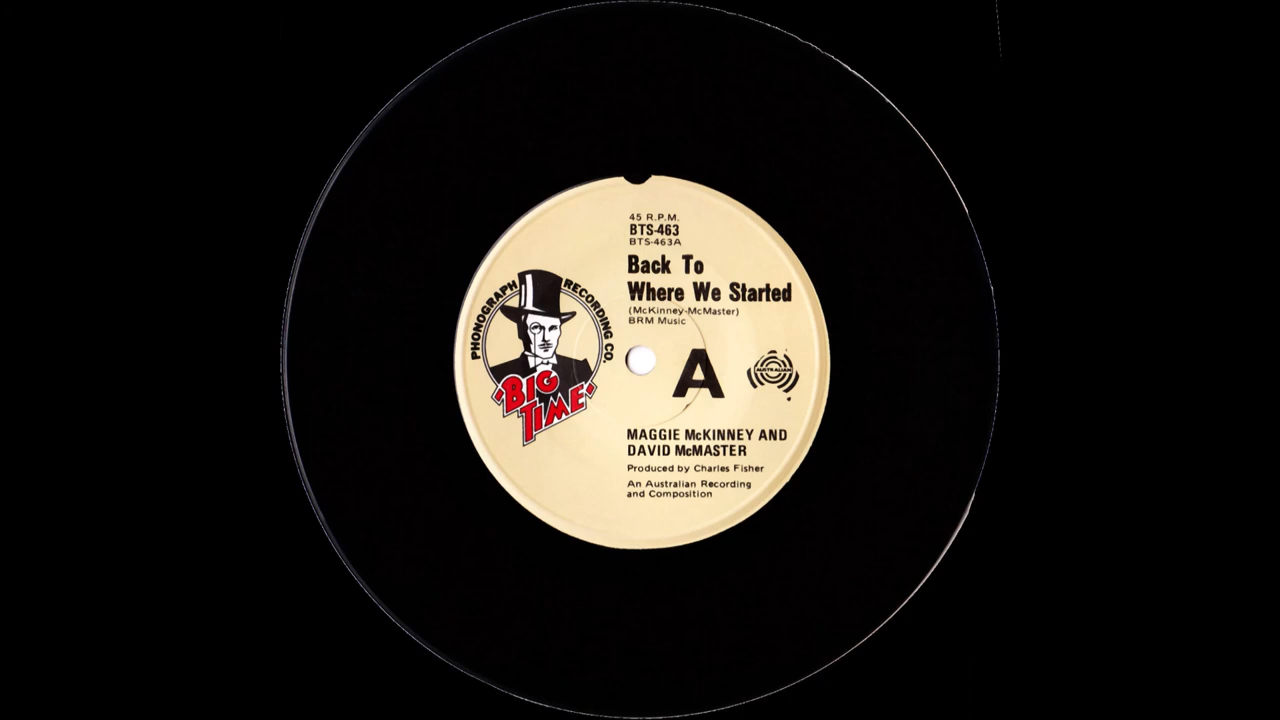 45 R.P.M.
BTS-463
BTS-463A
Back To
Where We Started
(McKinney-McMaster)
BRM Music
PHONOGRAPH RECORDING CO.
"BIG
TIME"
A
AUSTRALIAN
MAGGIE McKINNEY AND
DAVID McMASTER
Produced by Charles Fisher
An Australian Recording
and Composition